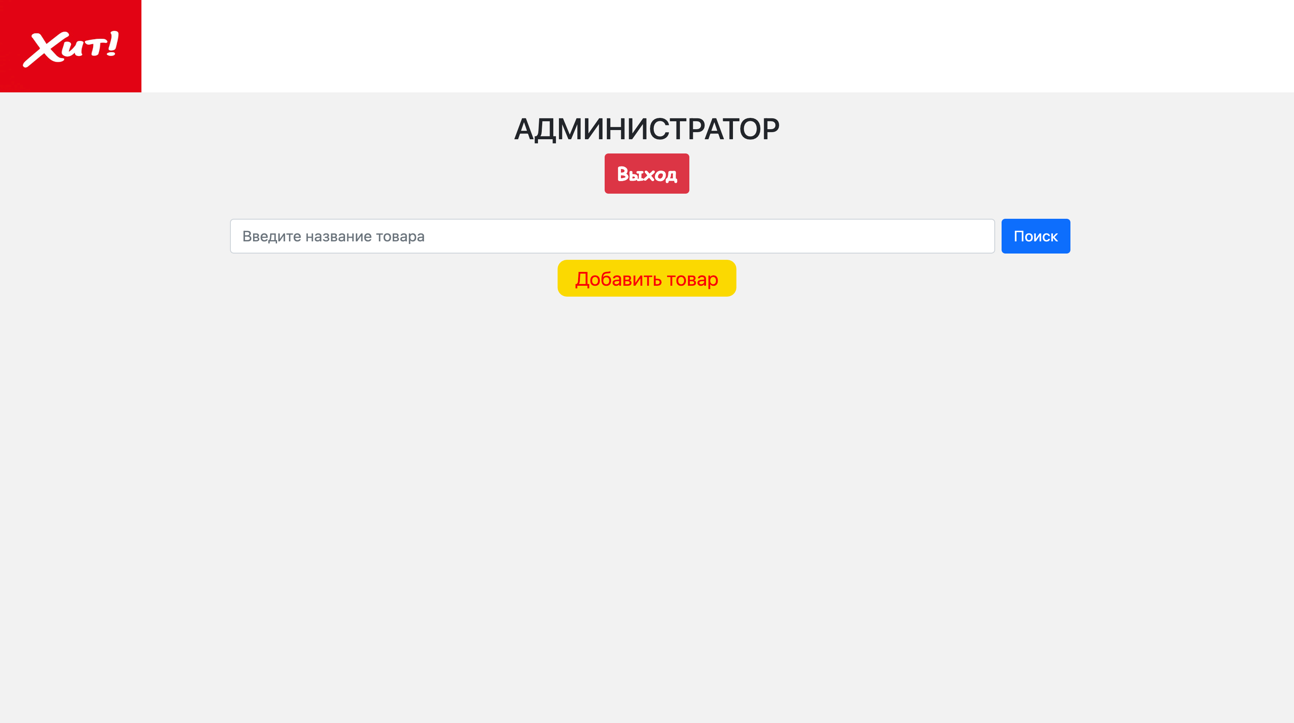 Хит!
АДМИНИСТРАТОР
Выход
Введите название товара
Поиск
Добавить товар